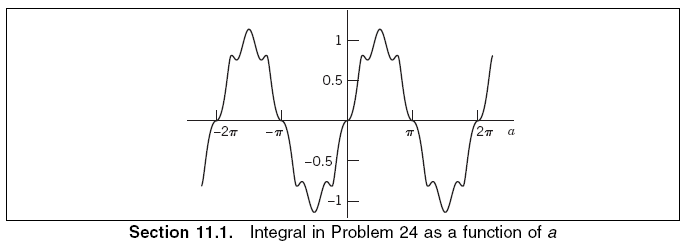 1
0.5
-2π -π π 2π a
-0.5
-1
Section 11.1. Integral in Problem 24 as a function of a